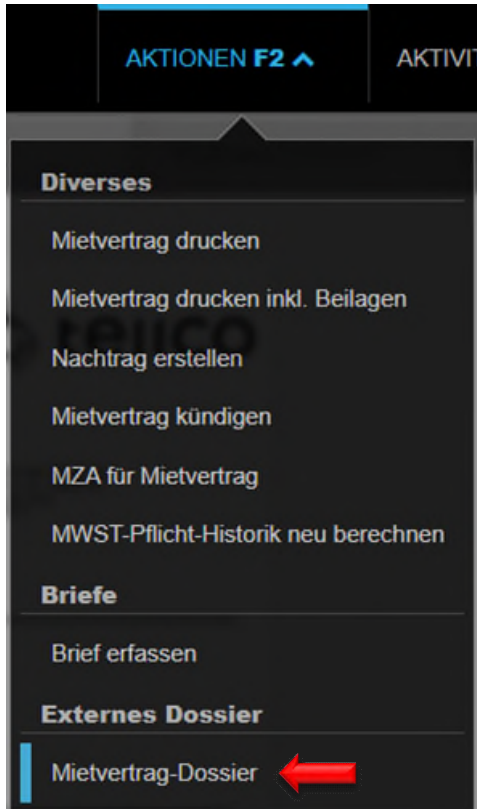 AKTIONEN F2
AKTIVI
Diverses
Mietvertrag drucken
Mietvertrag drucken inkl. Beilagen
Nachtrag erstellen
Mietvertrag kündigen
MZA für Mietvertrag
MWST-Pflicht-Historik neu berechnen
Briefe
Brief erfassen
Externes Dossier
Mietvertrag-Dossier